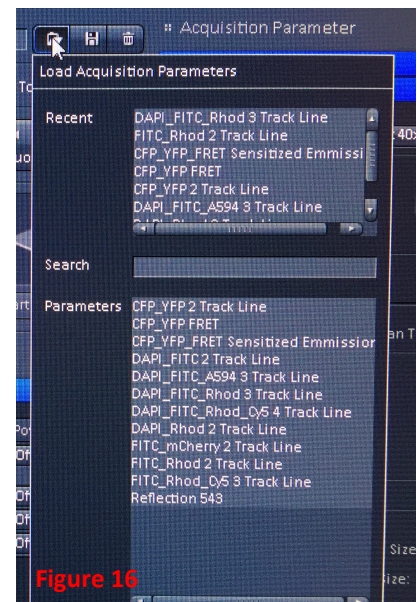 Acquisition Parameter
Load Acquisition Parameters
Recent
DAPI_FITC_Rhod 3 Track Line
FITC_Rhod 2 Track Line
CFP_YFP_FRET Sensitized Emmissi
CFP_YFP FRET
CFP_YFP 2 Track Line
DAPI_FITC_A594 3 Track Line
Search
Parameters
CFP_YFP 2 Track Line
CFP_YFP FRET
CFP_YFP_FRET Sensitized Emmission
DAPI_FITC 2 Track Line
DAPI_FITC_A594 3 Track Line
DAPI_FITC_Rhod 3 Track Line
DAPI_FITC_Rhod_Cy5 4 Track Line
DAPI_Rhod 2 Track Line
FITC_mCherry 2 Track Line
FITC_Rhod 2 Track Line
FITC_Rhod_Cy5 3 Track Line
Reflection 543
Size
ize:
Figure 16